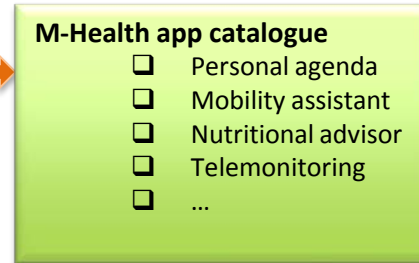 M-Health app catalogue
❑ Personal agenda
❑ Mobility assistant
❑ Nutritional advisor
❑ Telemonitoring
❑ ...